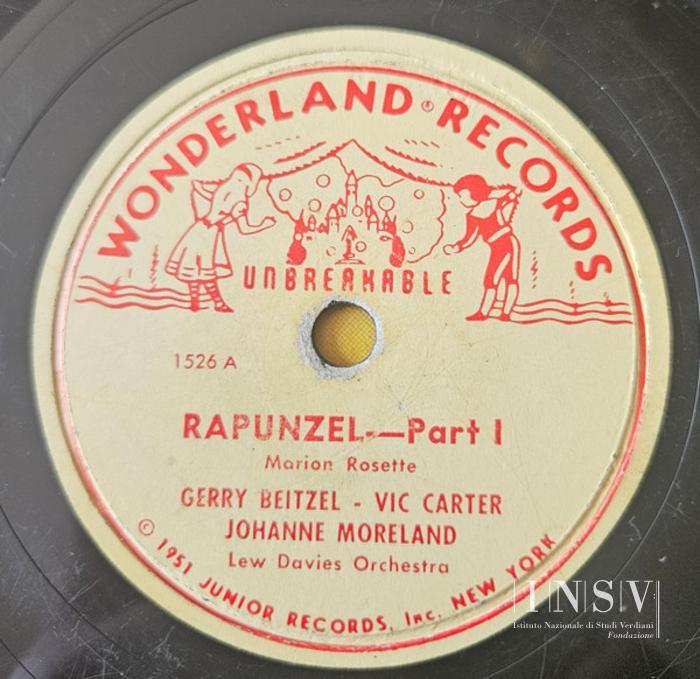 WONDERLAND RECORDS
UNBREAKABLE
1526 A
RAPUNZEL—Part I
Marion Rosette
GERRY BEITZEL - VIC CARTER
JOHANNE MORELAND
Lew Davies Orchestra
© 1951 JUNIOR RECORDS, Inc. NEW YORK
INSV
Istituto Nazionale di Studi Verdiani
Fondazione